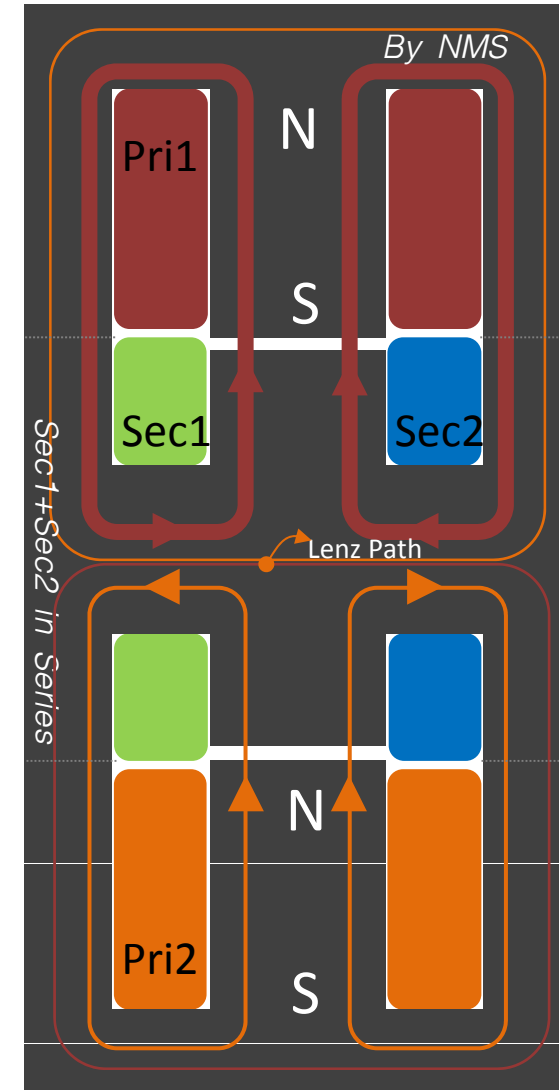 By NMS
N
Pri1
S
Sec1
Sec2
Sec1+Sec2 in Series
Lenz Path
N
Pri2
S